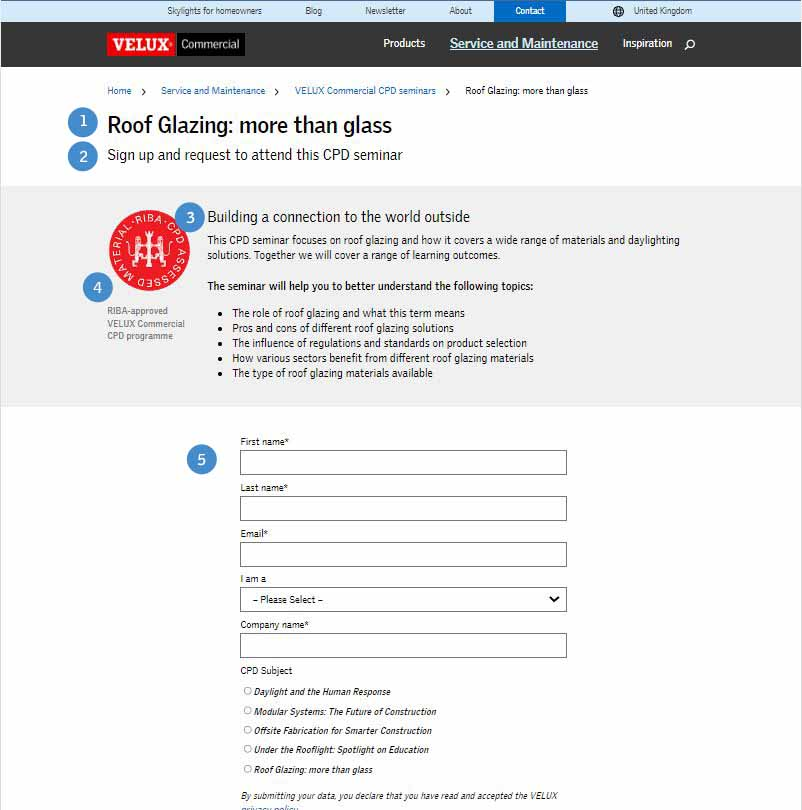 Skylights for homeowners Blog Newsletter About Contact United Kingdom
VELUX® Commercial Products Service and Maintenance Inspiration
Home > Service and Maintenance > VELUX Commercial CPD seminars > Roof Glazing: more than glass
1 Roof Glazing: more than glass
2 Sign up and request to attend this CPD seminar
RIBA · CPD ASSESSED MATERIAL ·
3 Building a connection to the world outside
This CPD seminar focuses on roof glazing and how it covers a wide range of materials and daylighting
solutions. Together we will cover a range of learning outcomes.
4
RIBA-approved
VELUX Commercial
CPD programme
The seminar will help you to better understand the following topics:
• The role of roof glazing and what this term means
• Pros and cons of different roof glazing solutions
• The influence of regulations and standards on product selection
• How various sectors benefit from different roof glazing materials
• The type of roof glazing materials available
5
First name*
Last name*
Email*
I am a
– Please Select –
Company name*
CPD Subject
Daylight and the Human Response
Modular Systems: The Future of Construction
Offsite Fabrication for Smarter Construction
Under the Rooflight: Spotlight on Education
Roof Glazing: more than glass
By submitting your data, you declare that you have read and accepted the VELUX
privacy policy